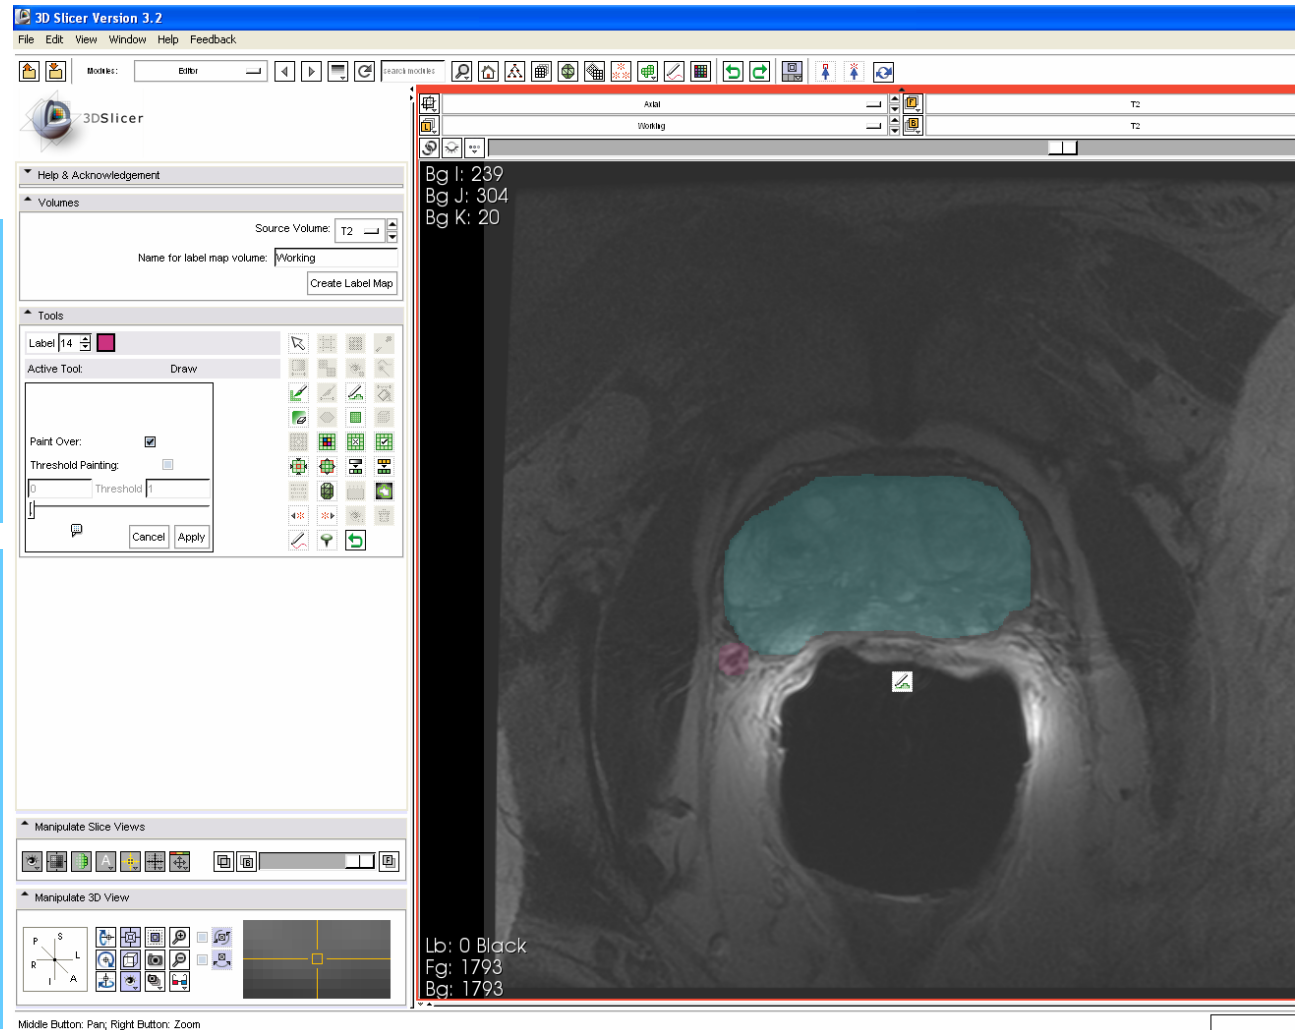 3D Slicer Version 3.2
File Edit View Window Help Feedback
Modules: Editor search modules
3DSlicer
Axial T2
Working T2
Help & Acknowledgement
Volumes
Source Volume: T2
Name for label map volume: Working
Create Label Map
Tools
Label 14
Active Tool: Draw
Paint Over:
Threshold Painting:
0 Threshold 1
Cancel Apply
Bg I: 239
Bg J: 304
Bg K: 20
Manipulate Slice Views
Manipulate 3D View
P S L R I A
Lb: 0 Black
Fg: 1793
Bg: 1793
Middle Button: Pan; Right Button: Zoom